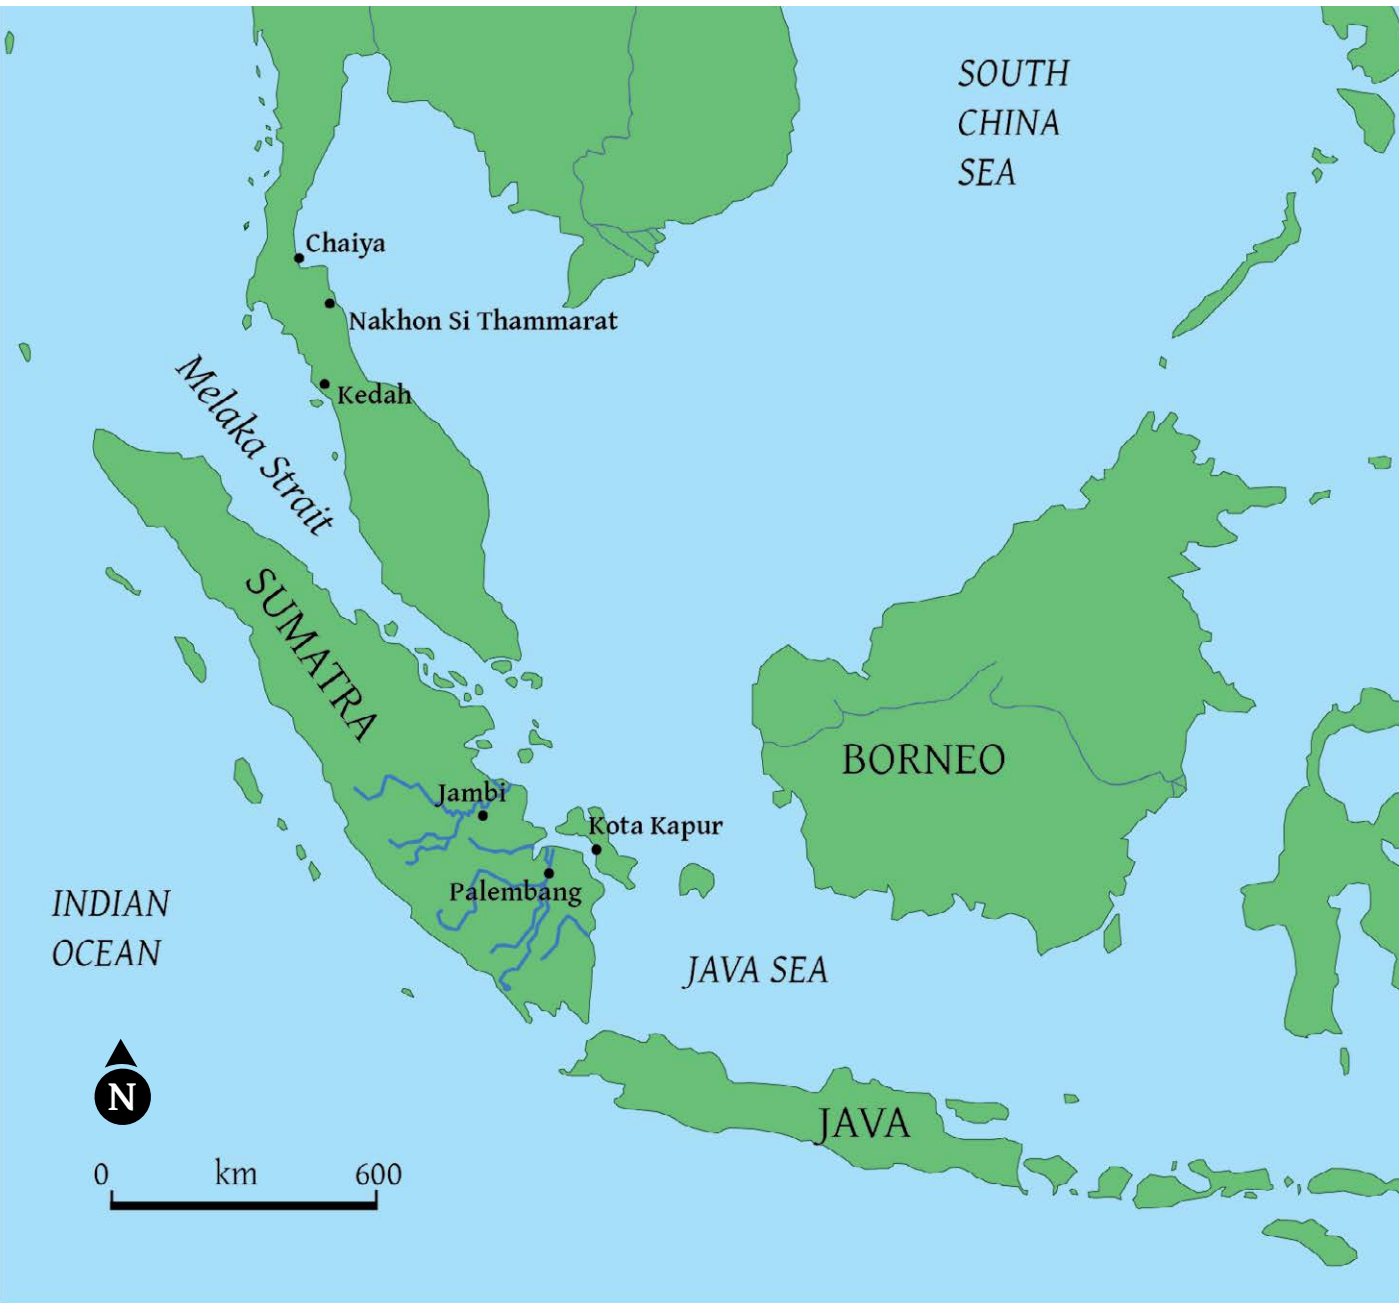 SOUTH
CHINA
SEA
Chaiya
Nakhon Si Thammarat
Melaka Strait
Kedah
SUMATRA
BORNEO
Jambi
Kota Kapur
Palembang
INDIAN
OCEAN
JAVA SEA
N
JAVA
0 km 600